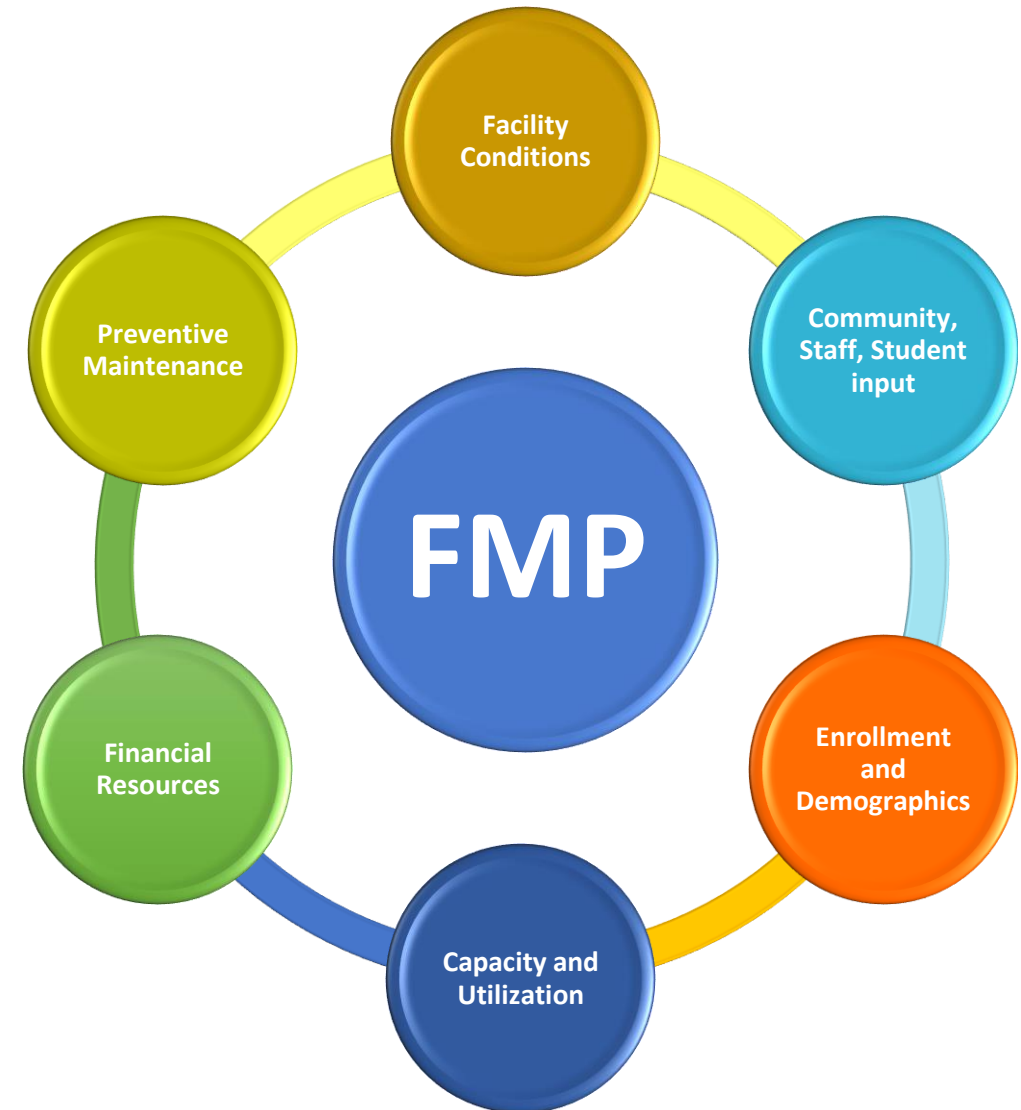 Facility
Conditions
Community,
Staff, Student
input
Enrollment
and
Demographics
Capacity and
Utilization
Financial
Resources
Preventive
Maintenance
FMP